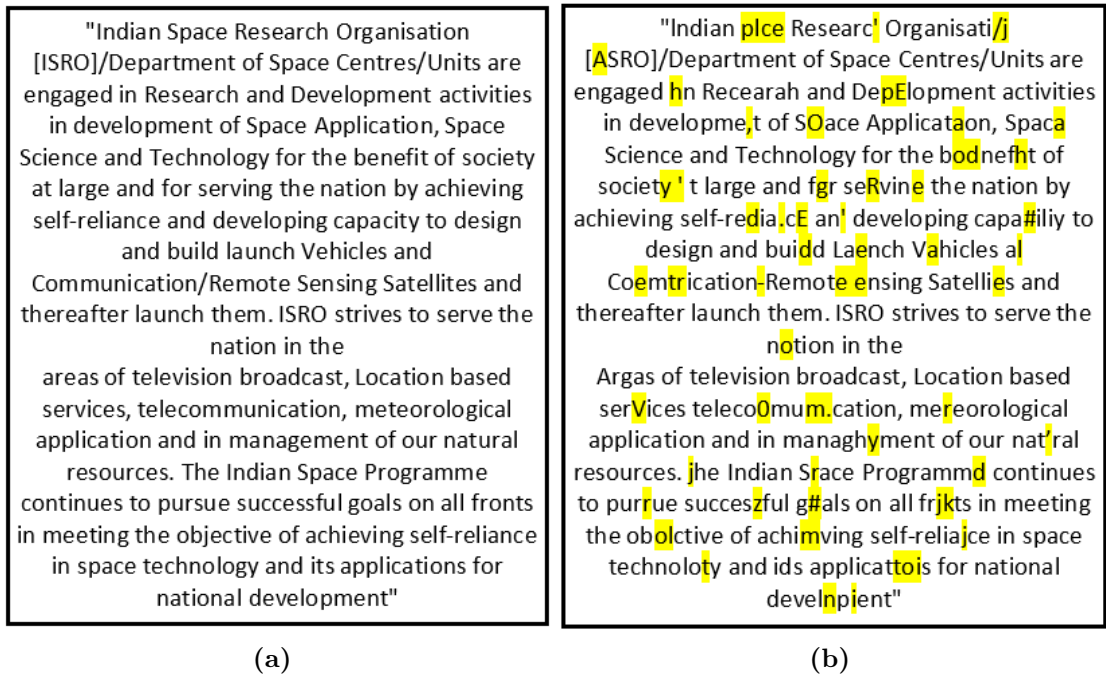 "Indian Space Research Organisation
[ISRO]/Department of Space Centres/Units are
engaged in Research and Development activities
in development of Space Application, Space
Science and Technology for the benefit of society
at large and for serving the nation by achieving
self-reliance and developing capacity to design
and build launch Vehicles and
Communication/Remote Sensing Satellites and
thereafter launch them. ISRO strives to serve the
nation in the
areas of television broadcast, Location based
services, telecommunication, meteorological
application and in management of our natural
resources. The Indian Space Programme
continues to pursue successful goals on all fronts
in meeting the objective of achieving self-reliance
in space technology and its applications for
national development"
(a)
"Indian plce Researc' Organisati/j
[ASRO]/Department of Space Centres/Units are
engaged hn Recearah and DepElopment activities
in developme,t of SOace Applicataon, Spaca
Science and Technology for the bodnefht of
society ' t large and fgr seRvine the nation by
achieving self-redia.cE an' developing capa#iliy to
design and buidd Laench Vahicles al
Coemtrication-Remote ensing Satellies and
thereafter launch them. ISRO strives to serve the
notion in the
Argas of television broadcast, Location based
serVices teleco0mum.cation, mereorological
application and in managhyment of our nat'ral
resources. jhe Indian Srace Programmd continues
to purrue succeszful g#als on all frjkts in meeting
the obolctive of achimving self-reliajce in space
technoloty and ids applicattois for national
develnpient"
(b)